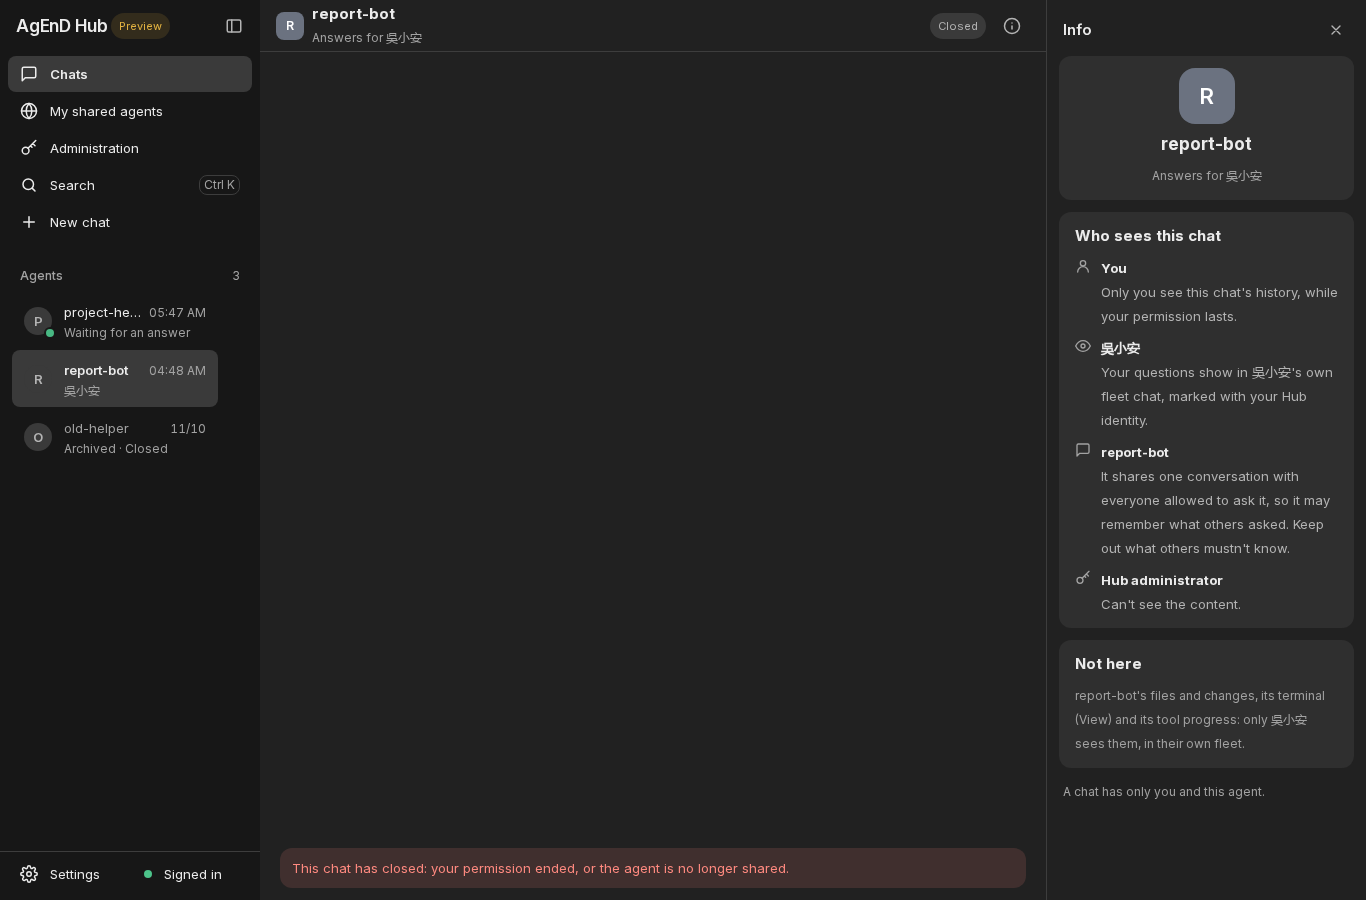 AgEnD Hub Preview
Chats
My shared agents
Administration
Search Ctrl K
New chat
Agents 3
P project-he… 05:47 AM
Waiting for an answer
R report-bot 04:48 AM
吳小安
O old-helper 11/10
Archived · Closed
Settings Signed in
R report-bot
Answers for 吳小安
Closed
This chat has closed: your permission ended, or the agent is no longer shared.
Info
R
report-bot
Answers for 吳小安
Who sees this chat
You
Only you see this chat's history, while
your permission lasts.
吳小安
Your questions show in 吳小安's own
fleet chat, marked with your Hub
identity.
report-bot
It shares one conversation with
everyone allowed to ask it, so it may
remember what others asked. Keep
out what others mustn't know.
Hub administrator
Can't see the content.
Not here
report-bot's files and changes, its terminal
(View) and its tool progress: only 吳小安
sees them, in their own fleet.
A chat has only you and this agent.